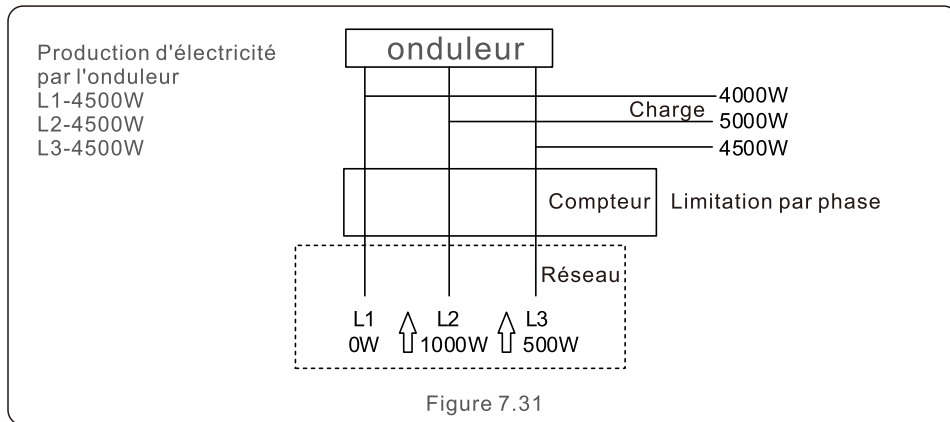 Production d'électricité
par l'onduleur
L1-4500W
L2-4500W
L3-4500W
onduleur
4000W
Charge
5000W
4500W
Compteur
Limitation par phase
Réseau
L1 L2 L3
0W 1000W 500W
Figure 7.31